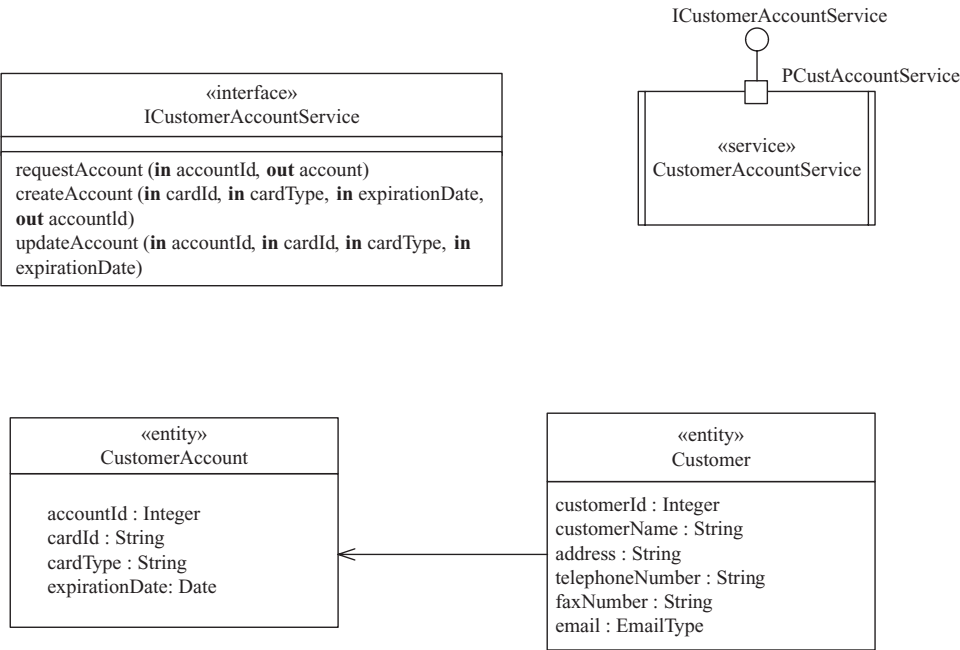 ICustomerAccountService
PCustAccountService
«interface»
ICustomerAccountService
requestAccount (in accountId, out account)
createAccount (in cardId, in cardType, in expirationDate,
out accountId)
updateAccount (in accountId, in cardId, in cardType, in
expirationDate)
«service»
CustomerAccountService
«entity»
CustomerAccount
accountId : Integer
cardId : String
cardType : String
expirationDate: Date
«entity»
Customer
customerId : Integer
customerName : String
address : String
telephoneNumber : String
faxNumber : String
email : EmailType